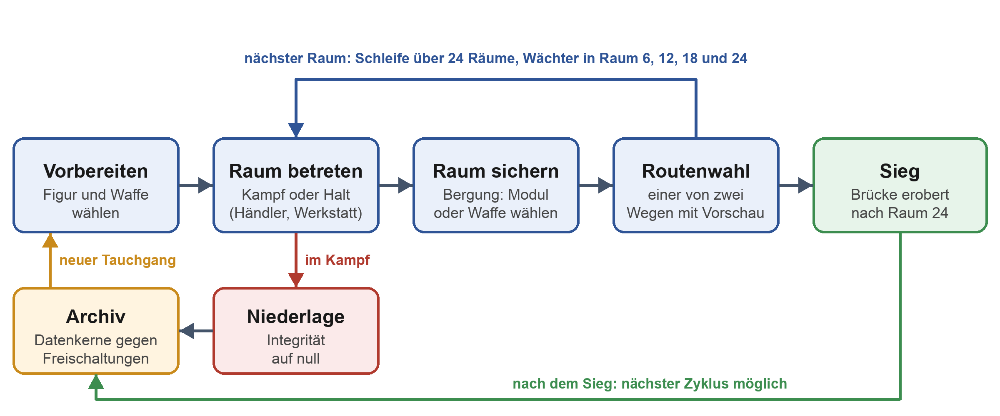 nächster Raum: Schleife über 24 Räume, Wächter in Raum 6, 12, 18 und 24
Vorbereiten
Figur und Waffe
wählen
Raum betreten
Kampf oder Halt
(Händler, Werkstatt)
Raum sichern
Bergung: Modul
oder Waffe wählen
Routenwahl
einer von zwei
Wegen mit Vorschau
Sieg
Brücke erobert
nach Raum 24
neuer Tauchgang
im Kampf
Archiv
Datenkerne gegen
Freischaltungen
Niederlage
Integrität
auf null
nach dem Sieg: nächster Zyklus möglich